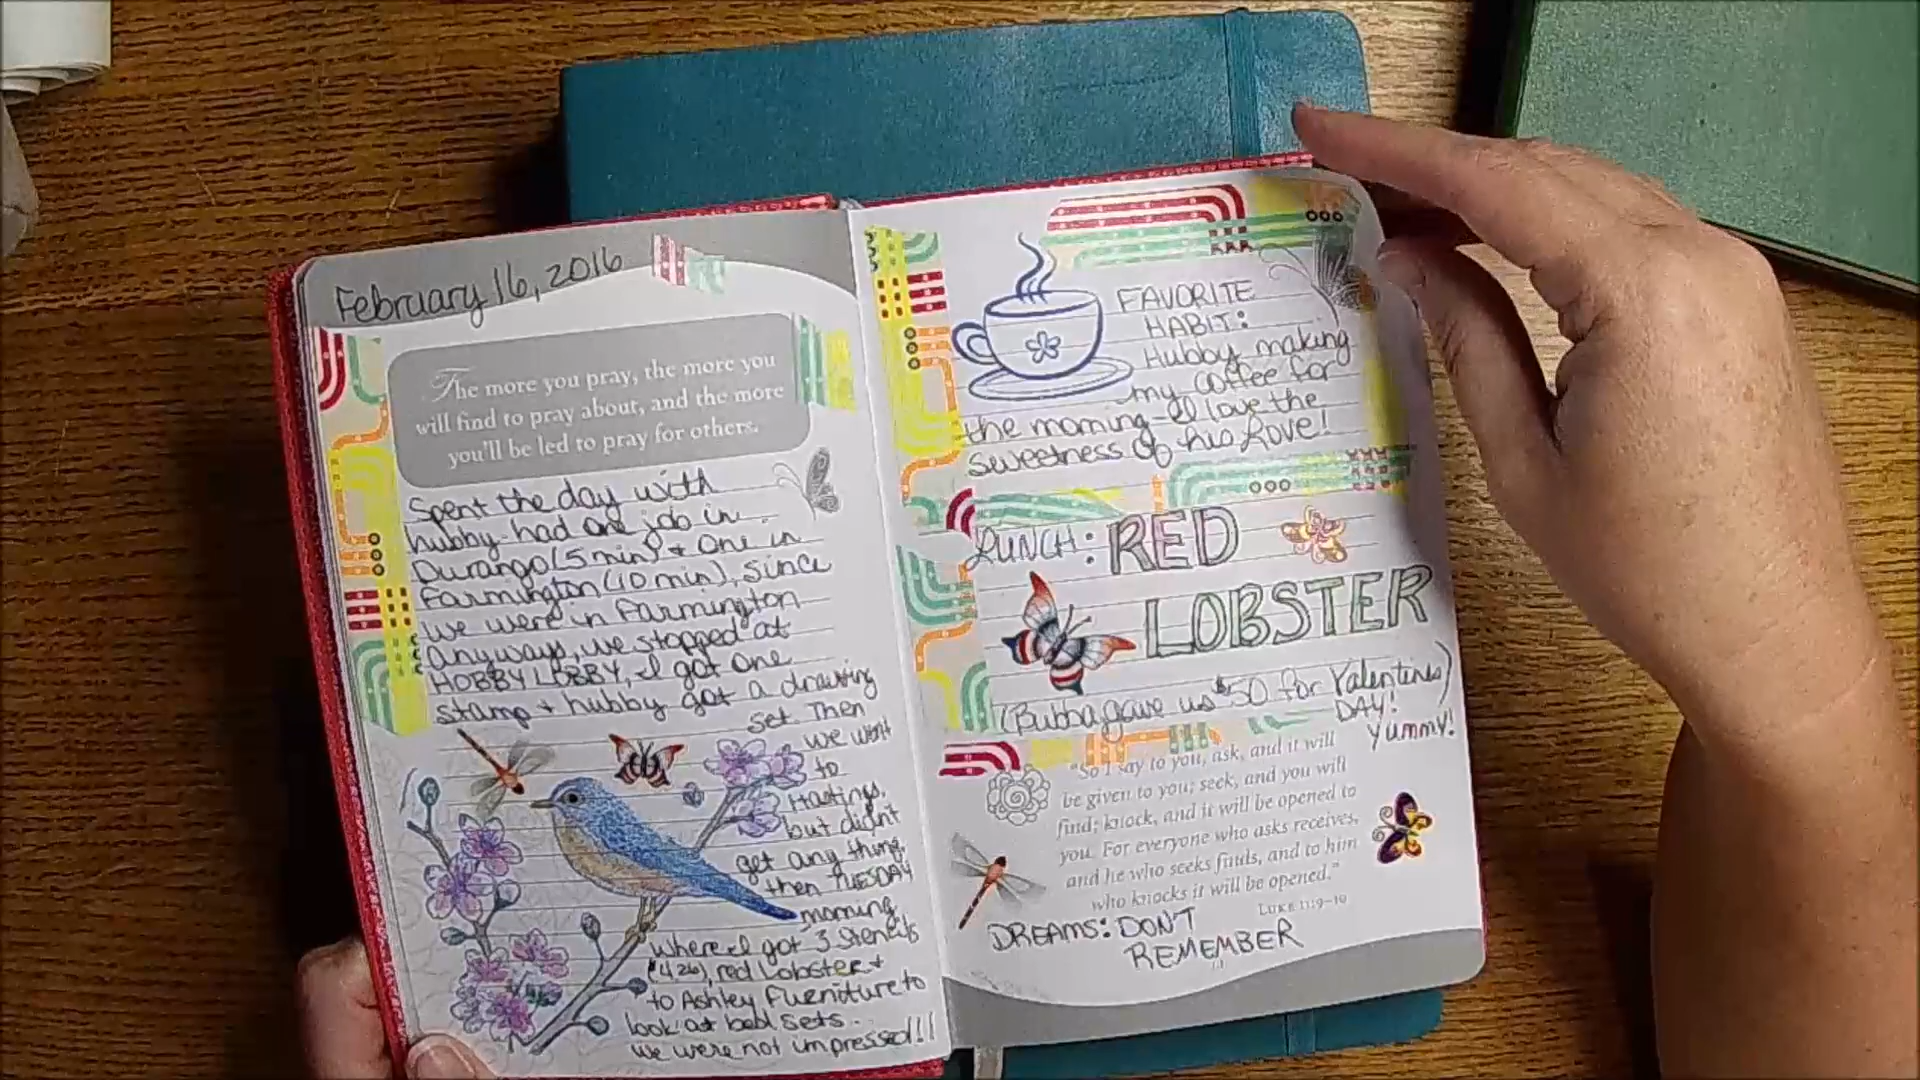 February 16, 2016
The more you pray, the more you
will find to pray about, and the more
you'll be led to pray for others.
Spent the day with
hubby-had one job in
Durango (5 min) + One in
Farmington (10 min), since
we were in Farmington
anyways, we stopped at
HOBBY LOBBY, I got one
stamp + hubby got a drawing
set Then
we went
to
Hastings,
but didn't
get any thing,
then TUESDAY
morning
where I got 3 Stencils
red Lobster +
to Ashley Furniture to
look at bed sets.
we were not impressed!!
FAVORITE
HABIT:
Hubby making
my coffee for
the morning-I love the
sweetness of his Love!
LUNCH: RED
LOBSTER
(Bubba gave us $50 for Valentines)
DAY!
Yummy!
"So I say to you, ask, and it will
be given to you; seek, and you will
find; knock, and it will be opened to
you. For everyone who asks receives,
and he who seeks finds, and to him
who knocks it will be opened."
LUKE 11:9–10
DREAMS: DON'T
REMEMBER